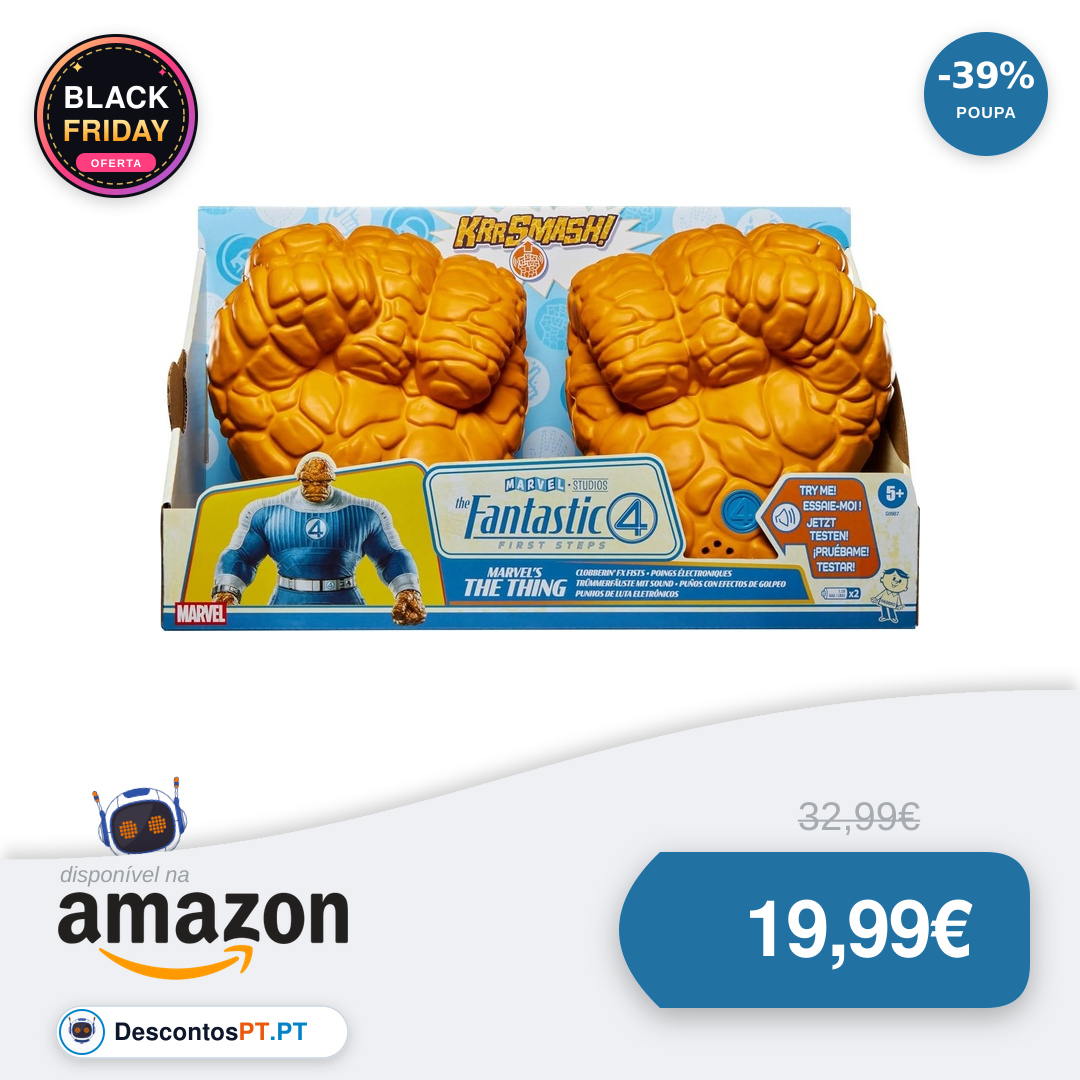 BLACK
FRIDAY
OFERTA
-39%
POUPA
KRRSMASH!
MARVEL • STUDIOS
the Fantastic 4
FIRST STEPS
TRY ME!
ESSAIE-MOI !
JETZT
TESTEN!
¡PRUÉBAME!
TESTAR!
5+
MARVEL'S
THE THING
CLOBBERIN' FX FISTS • POINGS ÉLECTRONIQUES
TRÜMMERFÄUSTE MIT SOUND • PUÑOS CON EFECTOS DE GOLPEO
PUNHOS DE LUTA ELETRÔNICOS
x2
MARVEL
32,99€
19,99€
disponível na
amazon
DescontosPT.PT